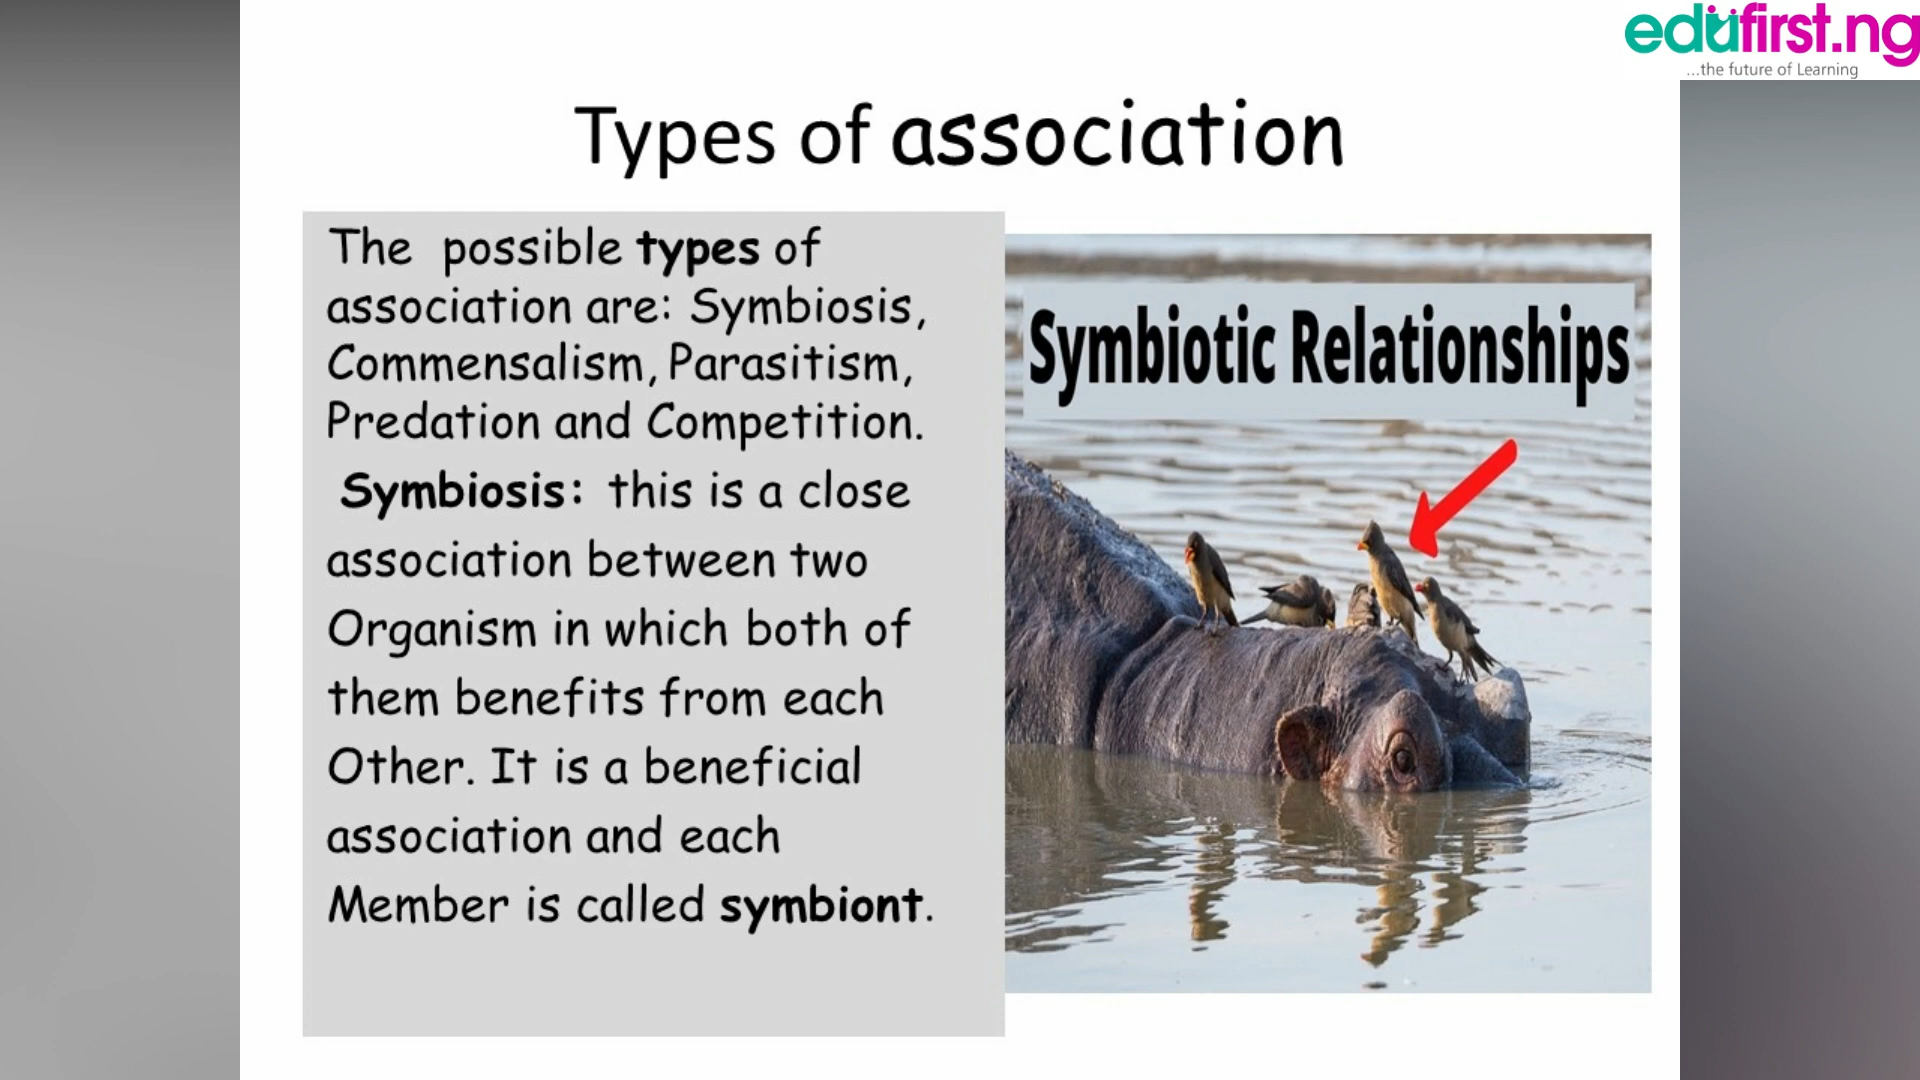 edufirst.ng
...the future of Learning
Types of association
The possible types of
association are: Symbiosis,
Commensalism, Parasitism,
Predation and Competition.
Symbiosis: this is a close
association between two
Organism in which both of
them benefits from each
Other. It is a beneficial
association and each
Member is called symbiont.
Symbiotic Relationships